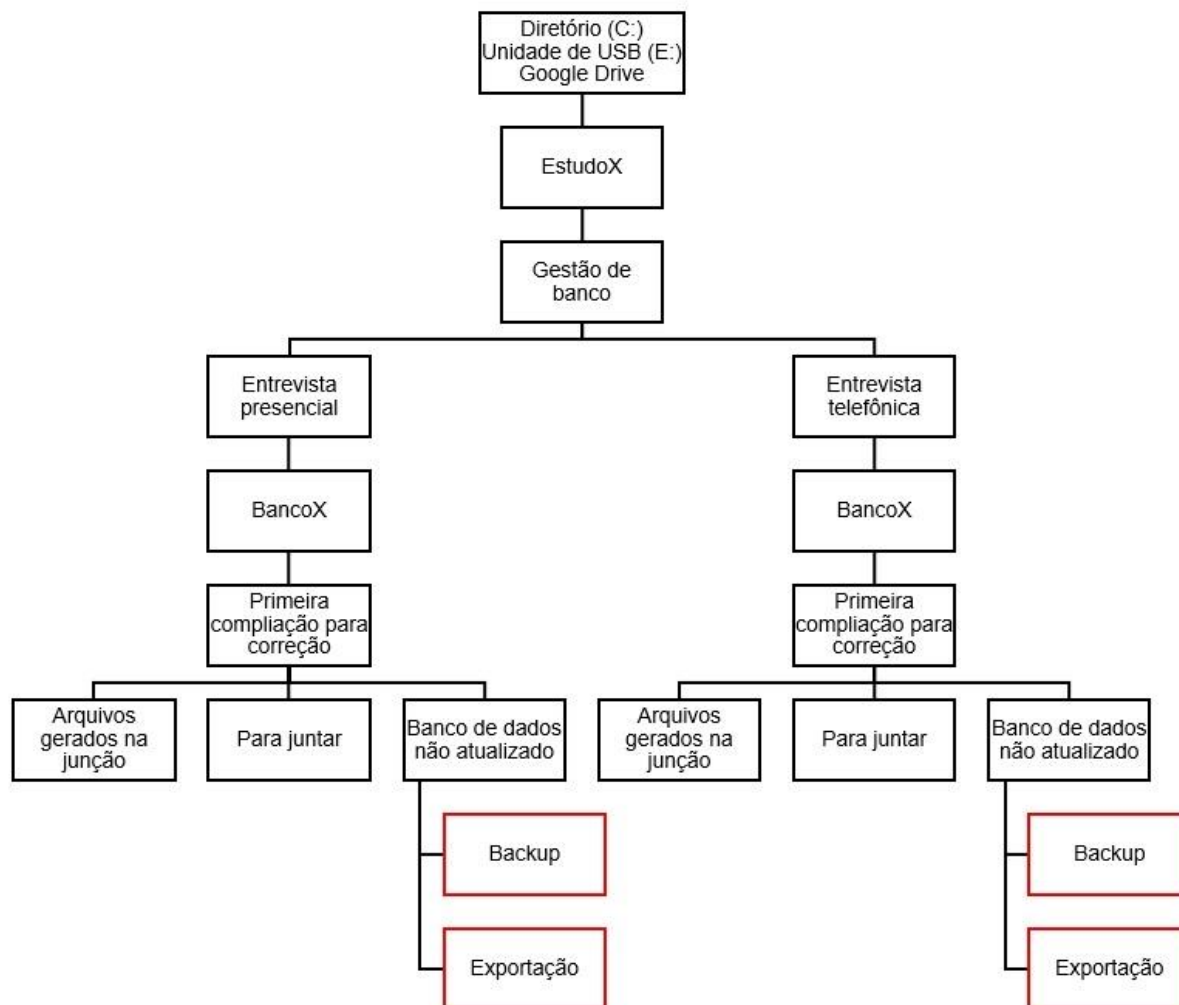 Diretório (C:)
Unidade de USB (E:)
Google Drive
EstudoX
Gestão de
banco
Entrevista
presencial
Entrevista
telefônica
BancoX
BancoX
Primeira
compliação para
correção
Primeira
compliação para
correção
Arquivos
gerados na
junção
Para juntar
Banco de dados
não atualizado
Arquivos
gerados na
junção
Para juntar
Banco de dados
não atualizado
Backup
Backup
Exportação
Exportação